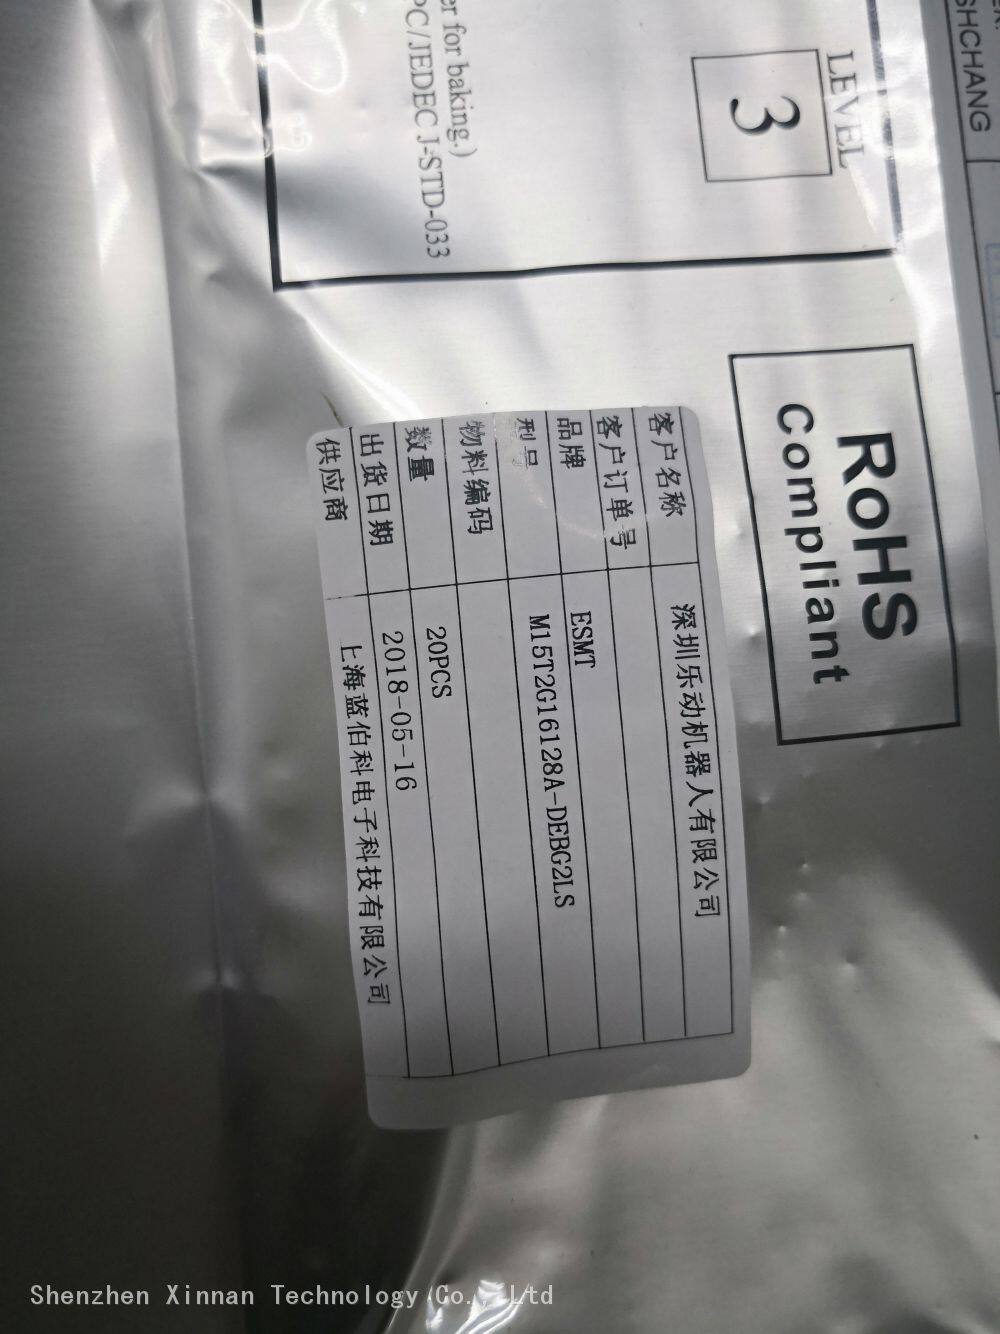 SHCHANG
LEVEL
3
er for baking.)
PC/JEDEC J-STD-033
RoHS
Compliant
客户名称 深圳乐动机器人有限公司
客户订单号
品牌 ESMT
型号 M15T2G16128A-DEBG2LS
物料编码
数量 20PCS
出货日期 2018-05-16
供应商 上海蓝伯科电子科技有限公司
Shenzhen Xinnan Technology Co., Ltd